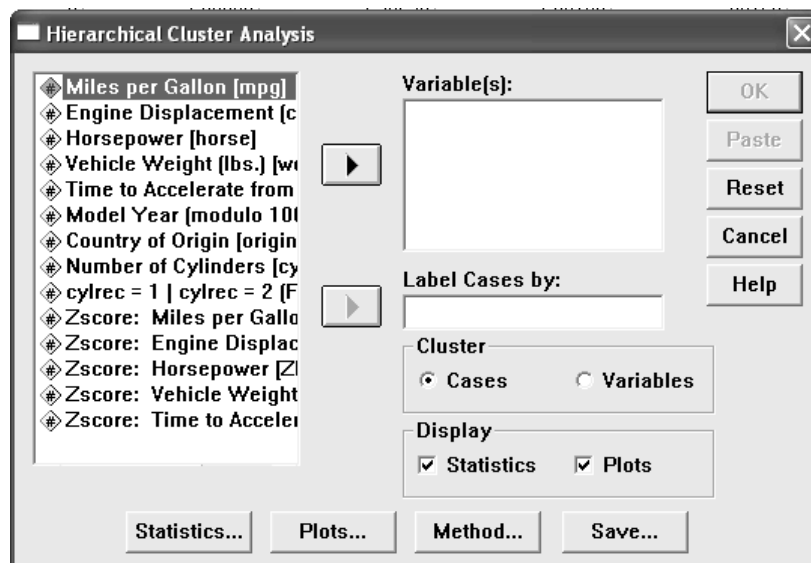 Hierarchical Cluster Analysis
Miles per Gallon [mpg]
Engine Displacement (c
Horsepower [horse]
Vehicle Weight (lbs.) [we
Time to Accelerate from
Model Year (modulo 100
Country of Origin [origin
Number of Cylinders [cy
cylrec = 1 | cylrec = 2 (F
Zscore: Miles per Gallo
Zscore: Engine Displac
Zscore: Horsepower [Z
Zscore: Vehicle Weight
Zscore: Time to Acceler
Variable(s):
Label Cases by:
Cluster
Cases
Variables
Display
Statistics
Plots
OK
Paste
Reset
Cancel
Help
Statistics...
Plots...
Method...
Save...